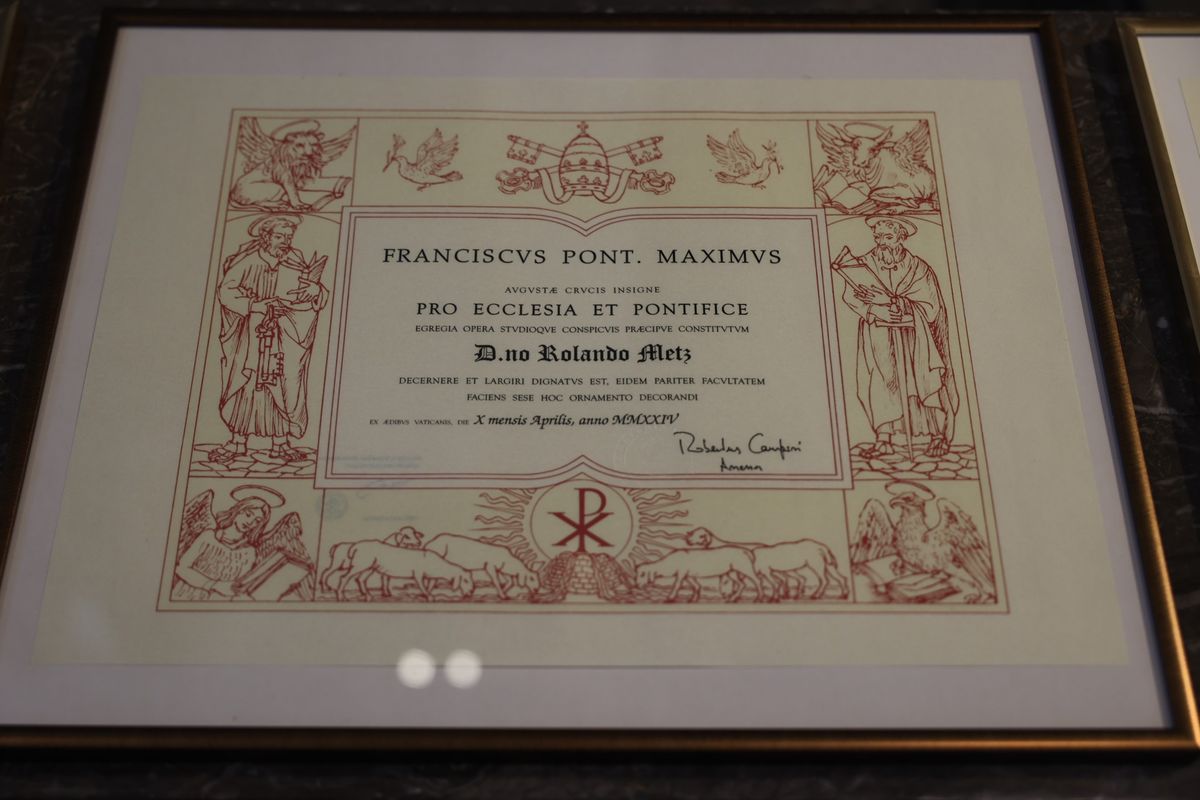 FRANCISCVS PONT. MAXIMVS
AVGVSTÆ CRVCIS INSIGNE
PRO ECCLESIA ET PONTIFICE
EGREGIA OPERA STVDIOQVE CONSPICVIS PRÆCIPVE CONSTITVTVM
D.no Rolando Metz
DECERNERE ET LARGIRI DIGNATVS EST, EIDEM PARITER FACVLTATEM
FACIENS SESE HOC ORNAMENTO DECORANDI
EX ÆDIBVS VATICANIS, DIE X mensis Aprilis, anno MMXXIV
Robertus